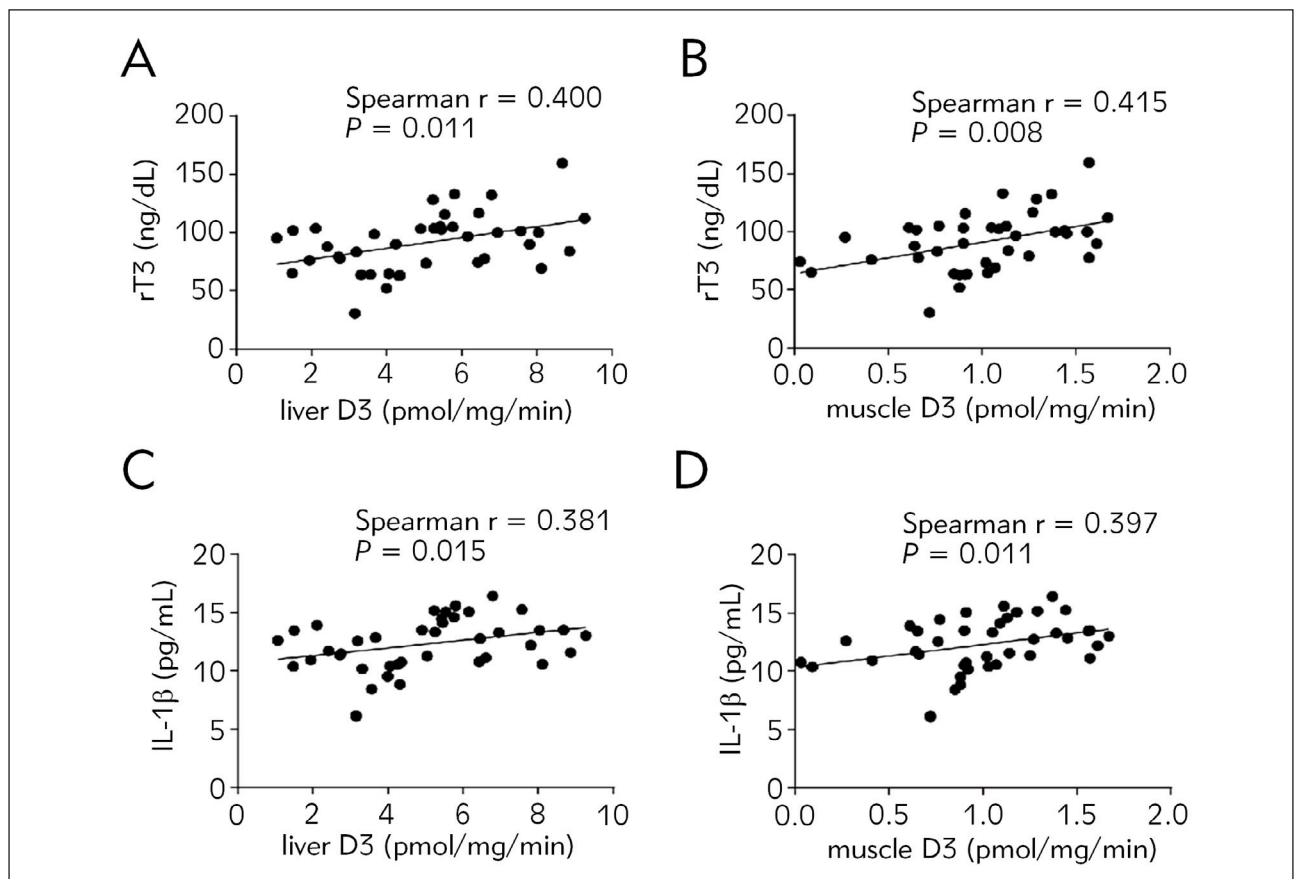 A
Spearman r = 0.400
P = 0.011
rT3 (ng/dL)
200
150
100
50
0
0 2 4 6 8 10
liver D3 (pmol/mg/min)
B
Spearman r = 0.415
P = 0.008
rT3 (ng/dL)
200
150
100
50
0
0.0 0.5 1.0 1.5 2.0
muscle D3 (pmol/mg/min)
C
Spearman r = 0.381
P = 0.015
IL-1β (pg/mL)
20
15
10
5
0
0 2 4 6 8 10
liver D3 (pmol/mg/min)
D
Spearman r = 0.397
P = 0.011
IL-1β (pg/mL)
20
15
10
5
0
0.0 0.5 1.0 1.5 2.0
muscle D3 (pmol/mg/min)